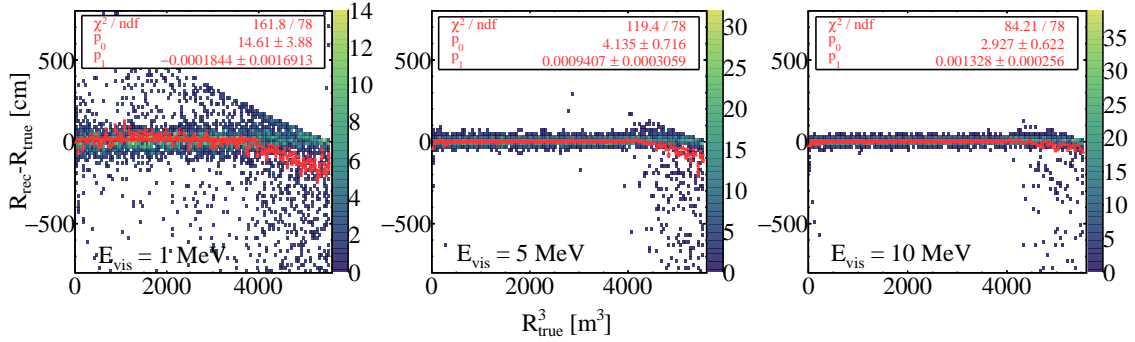 χ² / ndf 161.8 / 78
p₀ 14.61 ± 3.88
p₁ −0.0001844 ± 0.0016913
χ² / ndf 119.4 / 78
p₀ 4.135 ± 0.716
p₁ 0.0009407 ± 0.0003059
χ² / ndf 84.21 / 78
p₀ 2.927 ± 0.622
p₁ 0.001328 ± 0.000256
R_rec-R_true [cm]
500
0
−500
E_vis = 1 MeV
0 2000 4000
14
12
10
8
6
4
2
0
500
0
−500
E_vis = 5 MeV
0 2000 4000
30
25
20
15
10
5
0
500
0
−500
E_vis = 10 MeV
0 2000 4000
35
30
25
20
15
10
5
0
R³_true [m³]